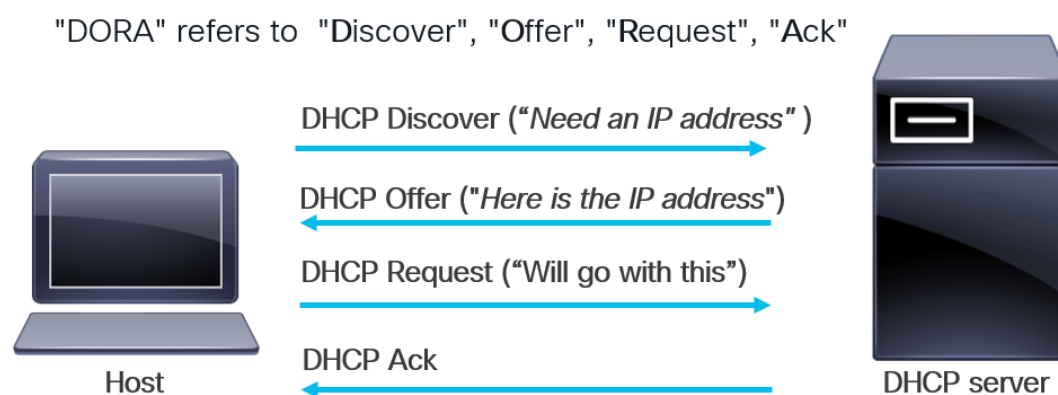 "DORA" refers to "Discover", "Offer", "Request", "Ack"
DHCP Discover (“Need an IP address" )
DHCP Offer ("Here is the IP address")
DHCP Request (“Will go with this”)
DHCP Ack
Host
DHCP server